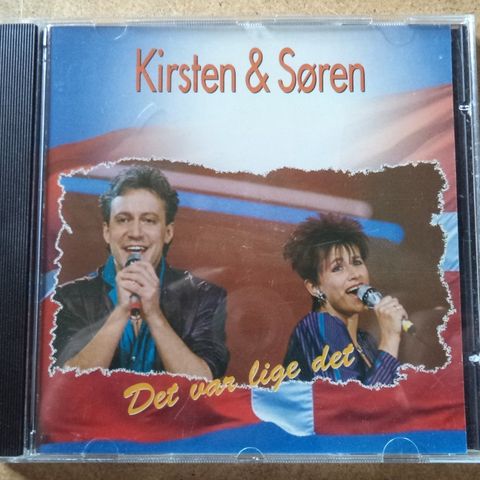 Kirsten & Søren
Det var lige det